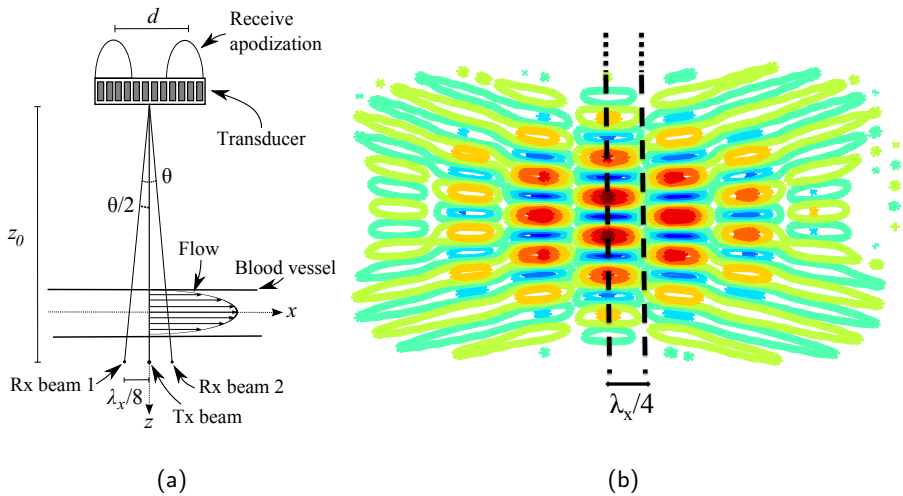 d
Receive
apodization
Transducer
θ
θ/2
z₀
Flow
Blood vessel
x
Rx beam 1
Rx beam 2
λₓ/8
Tx beam
z
(a)
λₓ/4
(b)